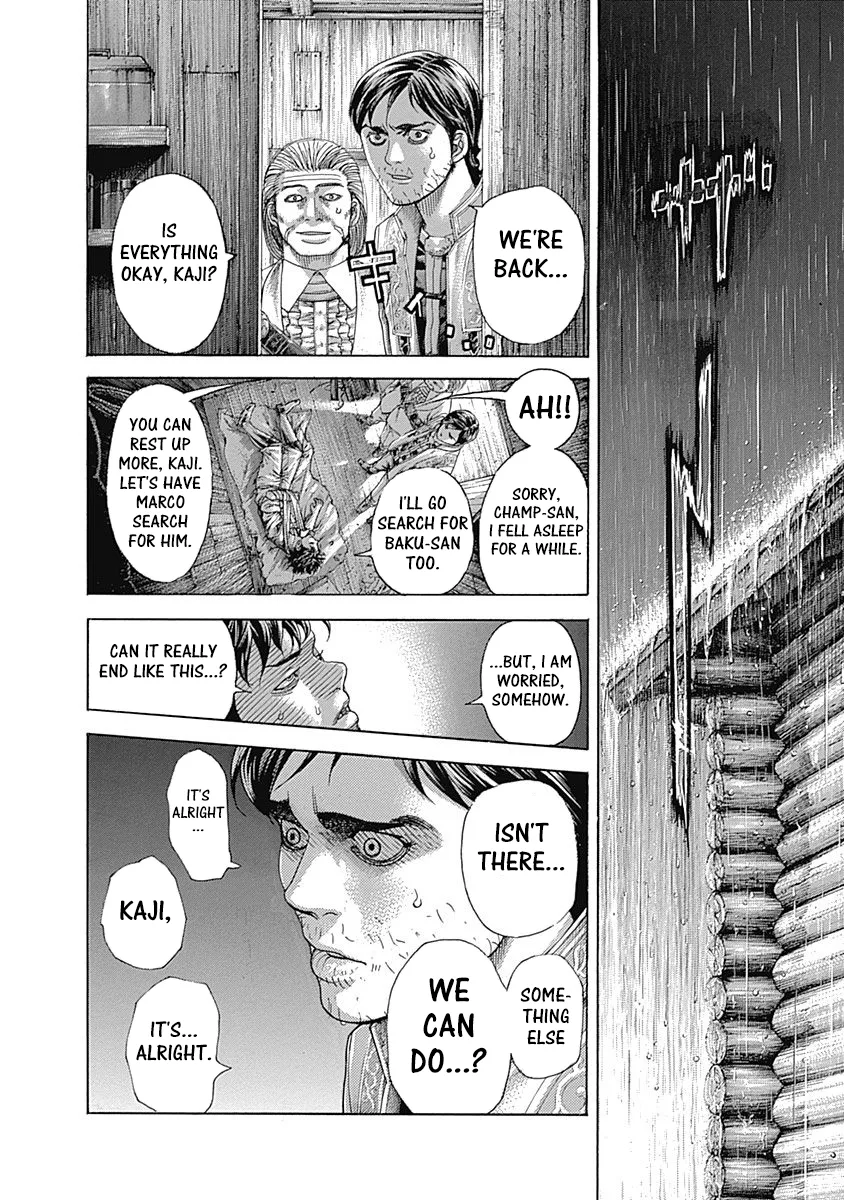 WE'RE
BACK...
IS
EVERYTHING
OKAY, KAJI?
AH!!
SORRY,
CHAMP-SAN,
I FELL ASLEEP
FOR A WHILE.
I'LL GO
SEARCH FOR
BAKU-SAN
TOO.
YOU CAN
REST UP
MORE, KAJI.
LET'S HAVE
MARCO
SEARCH
FOR HIM.
...BUT, I AM
WORRIED,
SOMEHOW.
CAN IT REALLY
END LIKE THIS...?
ISN'T
THERE...
SOME-
THING
ELSE
WE
CAN
DO...?
IT'S
ALRIGHT
...
KAJI,
IT'S...
ALRIGHT.